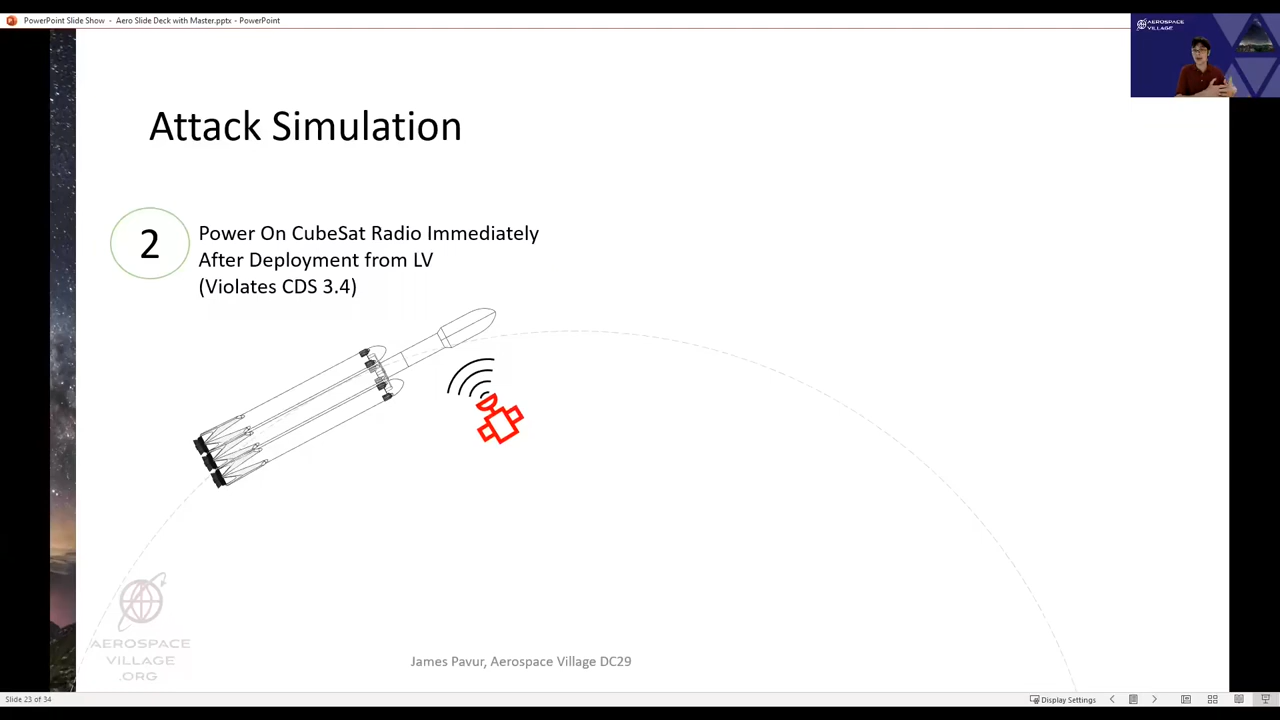 PowerPoint Slide Show - Aero Slide Deck with Master.pptx - PowerPoint
AEROSPACE
VILLAGE
Attack Simulation
2
Power On CubeSat Radio Immediately
After Deployment from LV
(Violates CDS 3.4)
AEROSPACE
VILLAGE
.ORG
James Pavur, Aerospace Village DC29
Slide 23 of 34
Display Settings